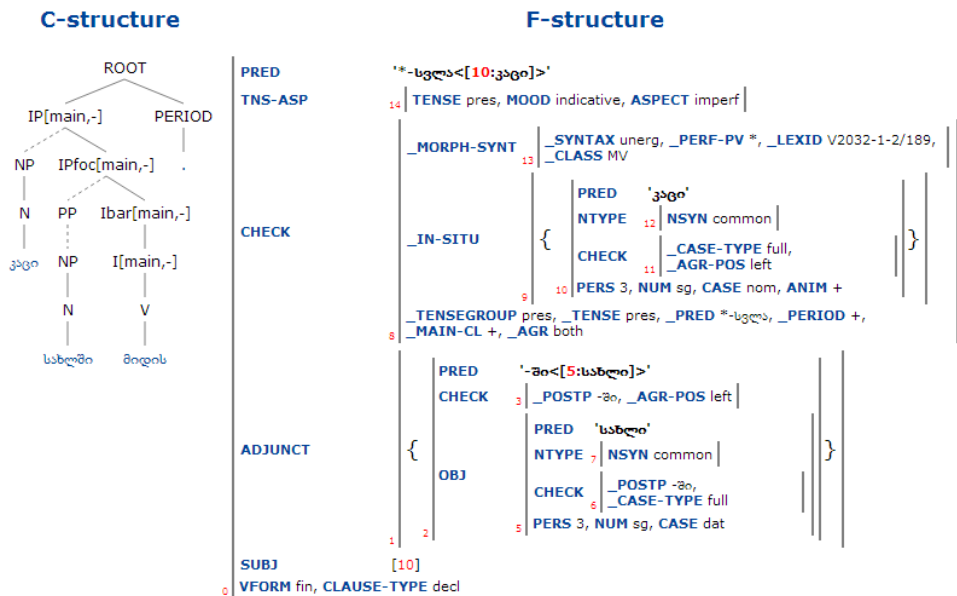 C-structure F-structure
ROOT
IP[main,-] PERIOD
NP IPfoc[main,-] .
N PP Ibar[main,-]
კაცი NP I[main,-]
N V
სახლში მიდის
PRED '*-სვლა<[10:კაცი]>'
TNS-ASP 14 TENSE pres, MOOD indicative, ASPECT imperf
CHECK
_MORPH-SYNT 13 _SYNTAX unerg, _PERF-PV *, _LEXID V2032-1-2/189,
_CLASS MV
_IN-SITU 9 {
PRED 'კაცი'
NTYPE 12 NSYN common
CHECK 11 _CASE-TYPE full,
_AGR-POS left
10 PERS 3, NUM sg, CASE nom, ANIM +
}
8 _TENSEGROUP pres, _TENSE pres, _PRED *-სვლა, _PERIOD +,
_MAIN-CL +, _AGR both
ADJUNCT 1 {
PRED '-ში<[5:სახლი]>'
CHECK 3 _POSTP -ში, _AGR-POS left
OBJ
PRED 'სახლი'
NTYPE 7 NSYN common
CHECK 6 _POSTP -ში,
_CASE-TYPE full
2 5 PERS 3, NUM sg, CASE dat
}
SUBJ [10]
0 VFORM fin, CLAUSE-TYPE decl